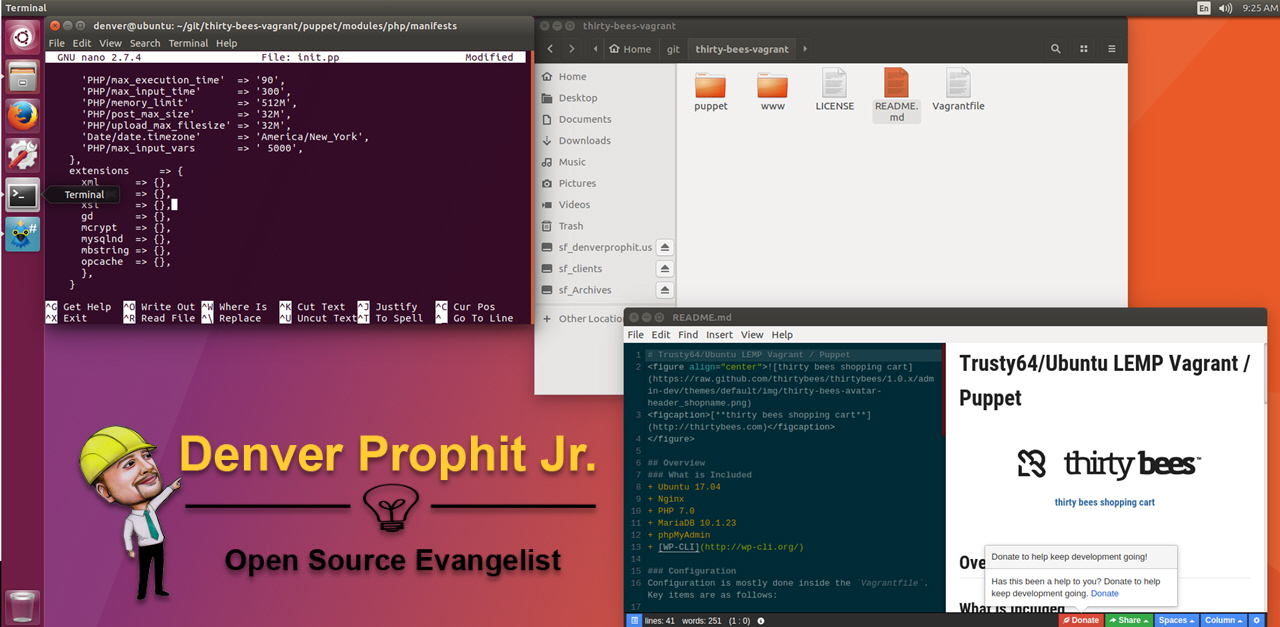 Terminal
En
9:25 AM
denver@ubuntu: ~/git/thirty-bees-vagrant/puppet/modules/php/manifests
File Edit View Search Terminal Help
GNU nano 2.7.4 File: init.pp Modified
'PHP/max_execution_time' => '90',
'PHP/max_input_time' => '300',
'PHP/memory_limit' => '512M',
'PHP/post_max_size' => '32M',
'PHP/upload_max_filesize' => '32M',
'Date/date.timezone' => 'America/New_York',
'PHP/max_input_vars => ' 5000',
},
extensions => {
xml => {},
=> {},
xsl => {},
gd => {},
mcrypt => {},
mysqlnd => {},
mbstring => {},
opcache => {},
},
}
^G Get Help ^O Write Out ^W Where Is ^K Cut Text ^J Justify ^C Cur Pos
^X Exit ^R Read File ^\ Replace ^U Uncut Text ^T To Spell ^_ Go To Line
Terminal
thirty-bees-vagrant
Home git thirty-bees-vagrant
Home
Desktop
Documents
Downloads
Music
Pictures
Videos
Trash
sf_denverprophit.us
sf_clients
sf_Archives
+ Other Locatio
puppet
www
LICENSE
README.
md
Vagrantfile
README.md
File Edit Find Insert View Help
1 # Trusty64/Ubuntu LEMP Vagrant / Puppet
2 <figure align="center">![thirty bees shopping cart]
(https://raw.github.com/thirtybees/thirtybees/1.0.x/adm
in-dev/themes/default/img/thirty-bees-avatar-
header_shopname.png)
3 <figcaption>[**thirty bees shopping cart**]
(http://thirtybees.com)</figcaption>
4 </figure>
5
6 ## Overview
7 ### What is Included
8 + Ubuntu 17.04
9 + Nginx
10 + PHP 7.0
11 + MariaDB 10.1.23
12 + phpMyAdmin
13 + [WP-CLI](http://wp-cli.org/)
14
15 ### Configuration
16 Configuration is mostly done inside the `Vagrantfile`.
Key items are as follows:
17
Trusty64/Ubuntu LEMP Vagrant /
Puppet
thirty bees™
thirty bees shopping cart
Ove
What is Included
Donate to help keep development going!
Has this been a help to you? Donate to help
keep development going. Donate
lines: 41 words: 251 (1 : 0)
Donate Share Spaces Column
Denver Prophit Jr.
Open Source Evangelist